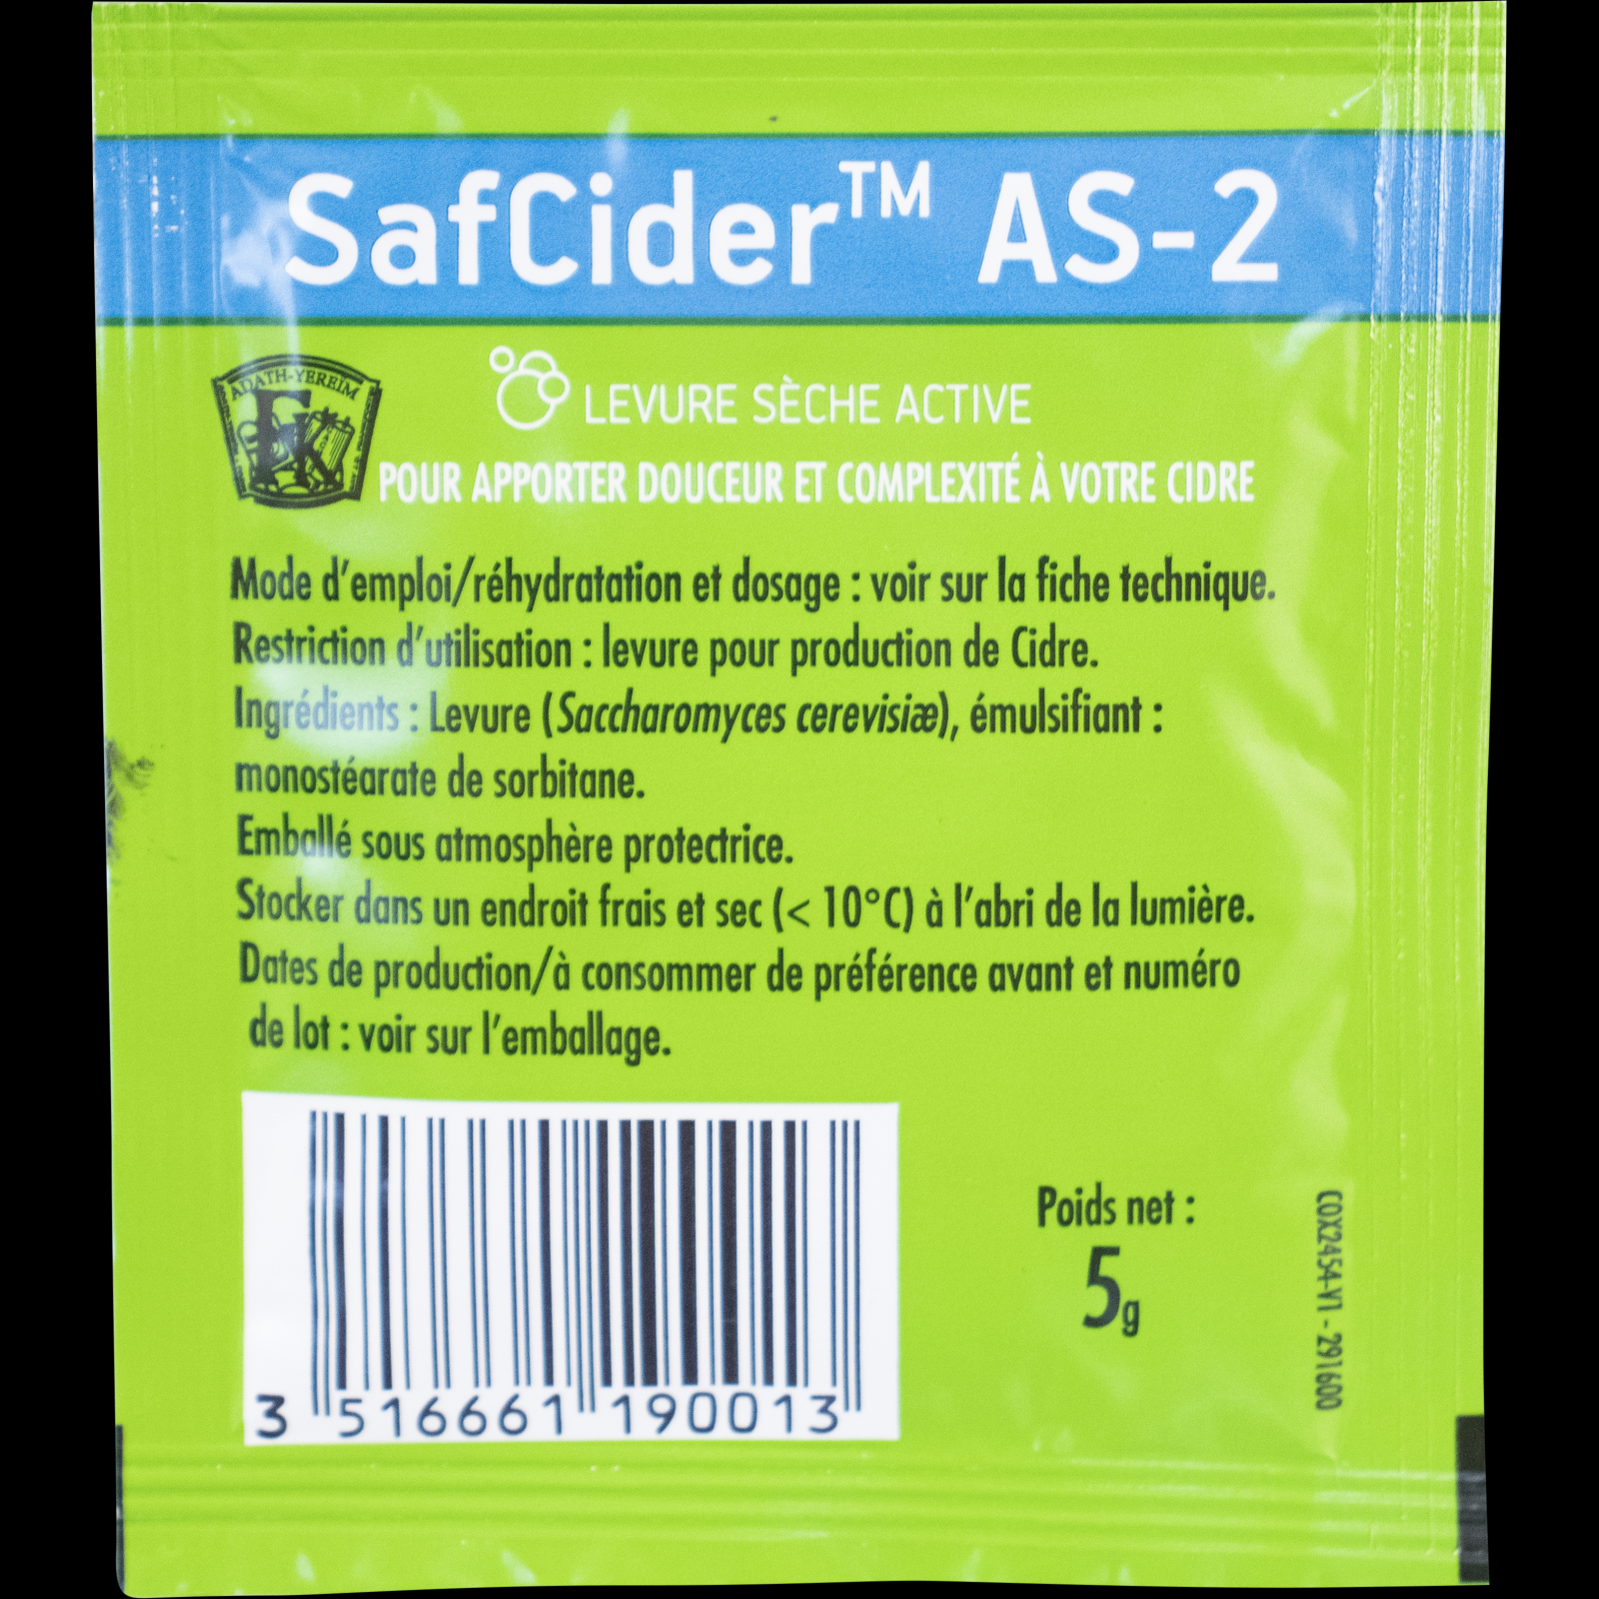 SafCider™ AS-2
ADATH-YEREIM
LEVURE SÈCHE ACTIVE
POUR APPORTER DOUCEUR ET COMPLEXITÉ À VOTRE CIDRE
Mode d'emploi/réhydratation et dosage : voir sur la fiche technique.
Restriction d'utilisation : levure pour production de Cidre.
Ingrédients : Levure (Saccharomyces cerevisiæ), émulsifiant :
monostéarate de sorbitane.
Emballé sous atmosphère protectrice.
Stocker dans un endroit frais et sec (< 10°C) à l'abri de la lumière.
Dates de production/à consommer de préférence avant et numéro
de lot : voir sur l'emballage.
Poids net :
5g
COX2454-V1 - 291600
3 516661 190013